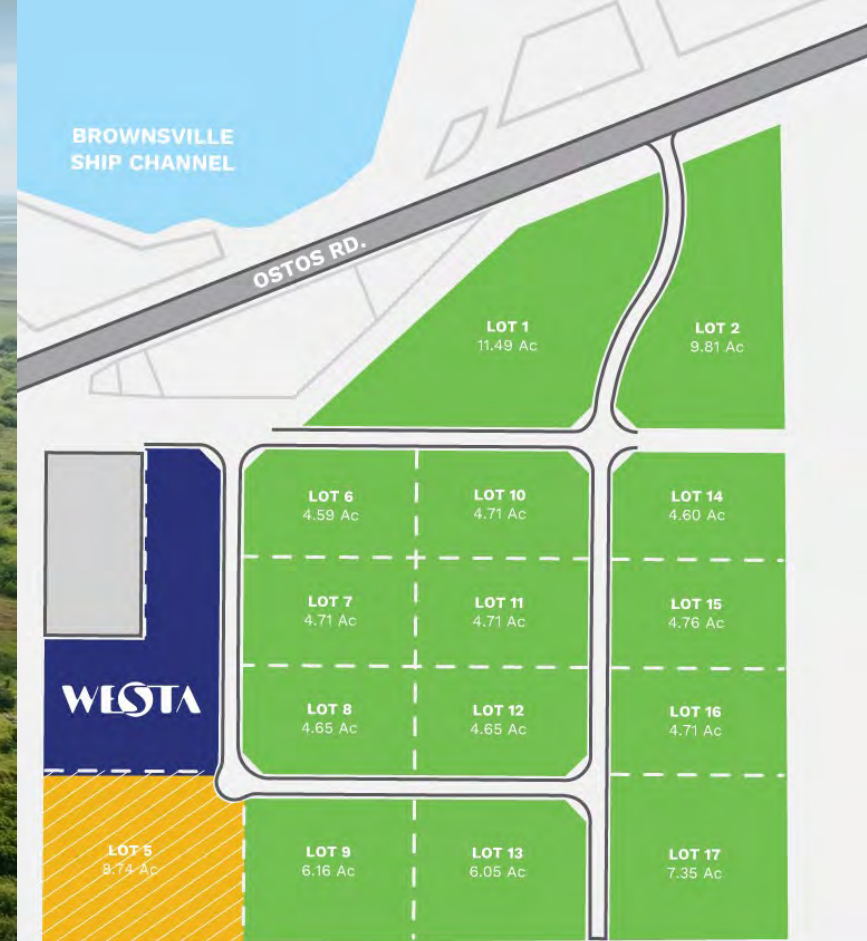 BROWNSVILLE
SHIP CHANNEL
OSTOS RD.
LOT 1
11.49 Ac
LOT 2
9.81 Ac
LOT 6
4.59 Ac
LOT 10
4.71 Ac
LOT 14
4.60 Ac
LOT 7
4.71 Ac
LOT 11
4.71 Ac
LOT 15
4.76 Ac
WESTA
LOT 8
4.65 Ac
LOT 12
4.65 Ac
LOT 16
4.71 Ac
LOT 5
8.74 Ac
LOT 9
6.16 Ac
LOT 13
6.05 Ac
LOT 17
7.35 Ac